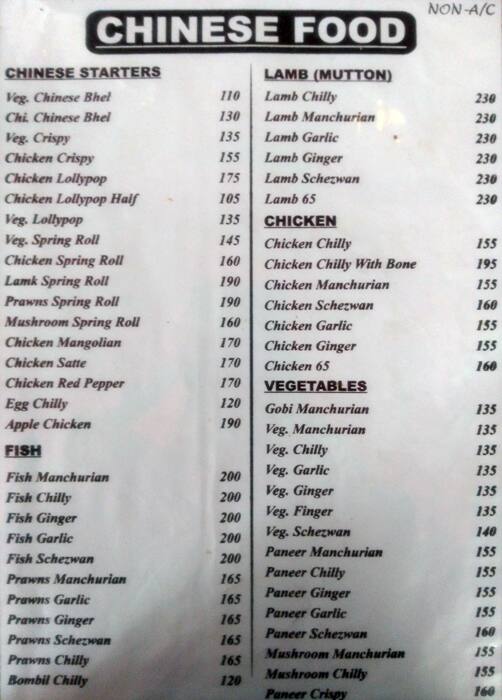 NON-A/C
CHINESE FOOD
CHINESE STARTERS
Veg. Chinese Bhel 110
Chi. Chinese Bhel 130
Veg. Crispy 135
Chicken Crispy 155
Chicken Lollypop 175
Chicken Lollypop Half 105
Veg. Lollypop 135
Veg. Spring Roll 145
Chicken Spring Roll 160
Lamk Spring Roll 190
Prawns Spring Roll 190
Mushroom Spring Roll 160
Chicken Mangolian 170
Chicken Satte 170
Chicken Red Pepper 170
Egg Chilly 120
Apple Chicken 190
FISH
Fish Manchurian 200
Fish Chilly 200
Fish Ginger 200
Fish Garlic 200
Fish Schezwan 200
Prawns Manchurian 165
Prawns Garlic 165
Prawns Ginger 165
Prawns Schezwan 165
Prawns Chilly 165
Bombil Chilly 120
LAMB (MUTTON)
Lamb Chilly 230
Lamb Manchurian 230
Lamb Garlic 230
Lamb Ginger 230
Lamb Schezwan 230
Lamb 65 230
CHICKEN
Chicken Chilly 155
Chicken Chilly With Bone 195
Chicken Manchurian 155
Chicken Schezwan 160
Chicken Garlic 155
Chicken Ginger 155
Chicken 65 160
VEGETABLES
Gobi Manchurian 135
Veg. Manchurian 135
Veg. Chilly 135
Veg. Garlic 135
Veg. Ginger 135
Veg. Finger 135
Veg. Schezwan 140
Paneer Manchurian 155
Paneer Chilly 155
Paneer Ginger 155
Paneer Garlic 155
Paneer Schezwan 160
Mushroom Manchurian 155
Mushroom Chilly 155
Paneer Crispy 160